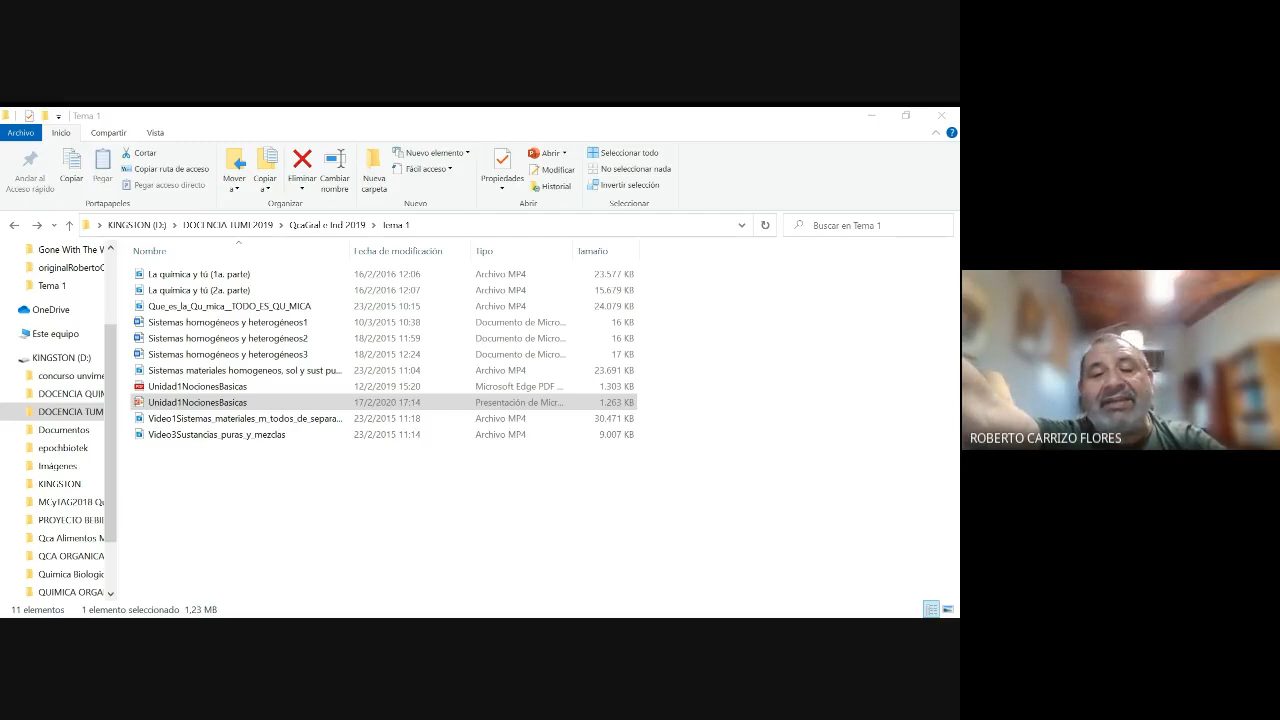 Tema 1
Archivo Inicio Compartir Vista
Andar al Acceso rápido
Copiar
Pegar
Cortar
Copiar ruta de acceso
Pegar acceso directo
Portapapeles
Mover a
Copiar a
Eliminar
Cambiar nombre
Organizar
Nueva carpeta
Nuevo elemento
Fácil acceso
Nuevo
Propiedades
Abrir
Modificar
Historial
Abrir
Seleccionar todo
No seleccionar nada
Invertir selección
Seleccionar
KINGSTON (D:) > DOCENCIA TUMI 2019 > QcaGral e Ind 2019 > Tema 1
Buscar en Tema 1
Gone With The W
originalRobertoC
Tema 1
OneDrive
Este equipo
KINGSTON (D:)
concurso unvime
DOCENCIA QUIM
DOCENCIA TUM
Documentos
epochbiotek
Imágenes
KINGSTON
MCyTAG2018 Qu
PROYECTO BEBI
Qca Alimentos M
QCA ORGANICA
Quimica Biologic
QUIMICA ORGA
Nombre Fecha de modificación Tipo Tamaño
La química y tú (1a. parte) 16/2/2016 12:06 Archivo MP4 23.577 KB
La química y tú (2a. parte) 16/2/2016 12:07 Archivo MP4 15.679 KB
Que_es_la_Qu_mica__TODO_ES_QU_MICA 23/2/2015 10:15 Archivo MP4 24.079 KB
Sistemas homogéneos y heterogéneos1 10/3/2015 10:38 Documento de Micro... 16 KB
Sistemas homogéneos y heterogéneos2 18/2/2015 11:59 Documento de Micro... 16 KB
Sistemas homogéneos y heterogéneos3 18/2/2015 12:24 Documento de Micro... 17 KB
Sistemas materiales homogeneos, sol y sust pu... 23/2/2015 11:04 Archivo MP4 23.691 KB
Unidad1NocionesBasicas 12/2/2019 15:20 Microsoft Edge PDF ... 1.303 KB
Unidad1NocionesBasicas 17/2/2020 17:14 Presentación de Micr... 1.263 KB
Video1Sistemas_materiales_m_todos_de_separa... 23/2/2015 11:18 Archivo MP4 30.471 KB
Video3Sustancias_puras_y_mezclas 23/2/2015 11:14 Archivo MP4 9.007 KB
11 elementos 1 elemento seleccionado 1,23 MB
ROBERTO CARRIZO FLORES